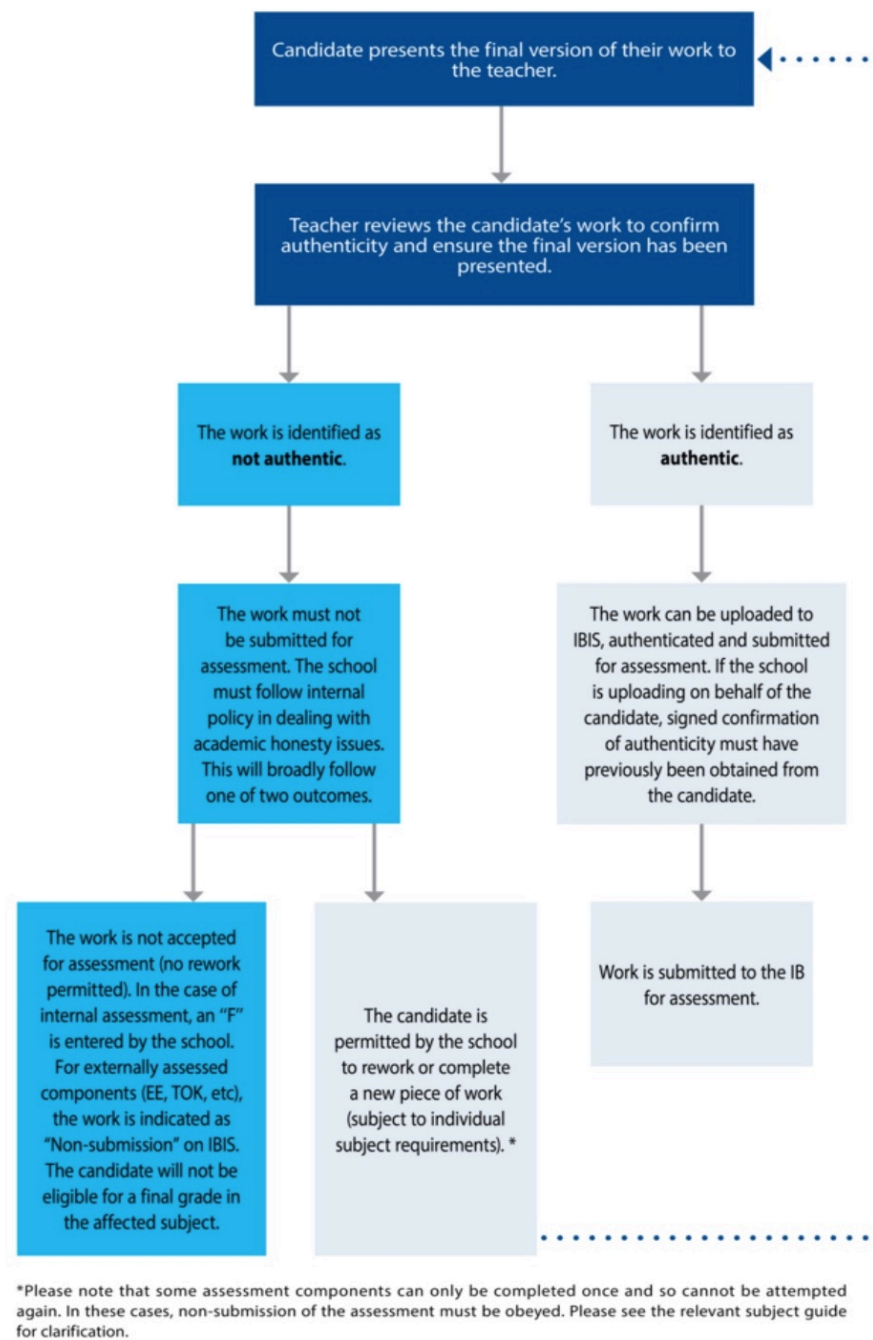 Candidate presents the final version of their work to
the teacher.
Teacher reviews the candidate's work to confirm
authenticity and ensure the final version has been
presented.
The work is identified as
not authentic.
The work is identified as
authentic.
The work must not
be submitted for
assessment. The school
must follow internal
policy in dealing with
academic honesty issues.
This will broadly follow
one of two outcomes.
The work can be uploaded to
IBIS, authenticated and submitted
for assessment. If the school
is uploading on behalf of the
candidate, signed confirmation
of authenticity must have
previously been obtained from
the candidate.
The work is not accepted
for assessment (no rework
permitted). In the case of
internal assessment, an “F”
is entered by the school.
For externally assessed
components (EE, TOK, etc),
the work is indicated as
“Non-submission” on IBIS.
The candidate will not be
eligible for a final grade in
the affected subject.
The candidate is
permitted by the school
to rework or complete
a new piece of work
(subject to individual
subject requirements). *
Work is submitted to the IB
for assessment.
*Please note that some assessment components can only be completed once and so cannot be attempted
again. In these cases, non-submission of the assessment must be obeyed. Please see the relevant subject guide
for clarification.